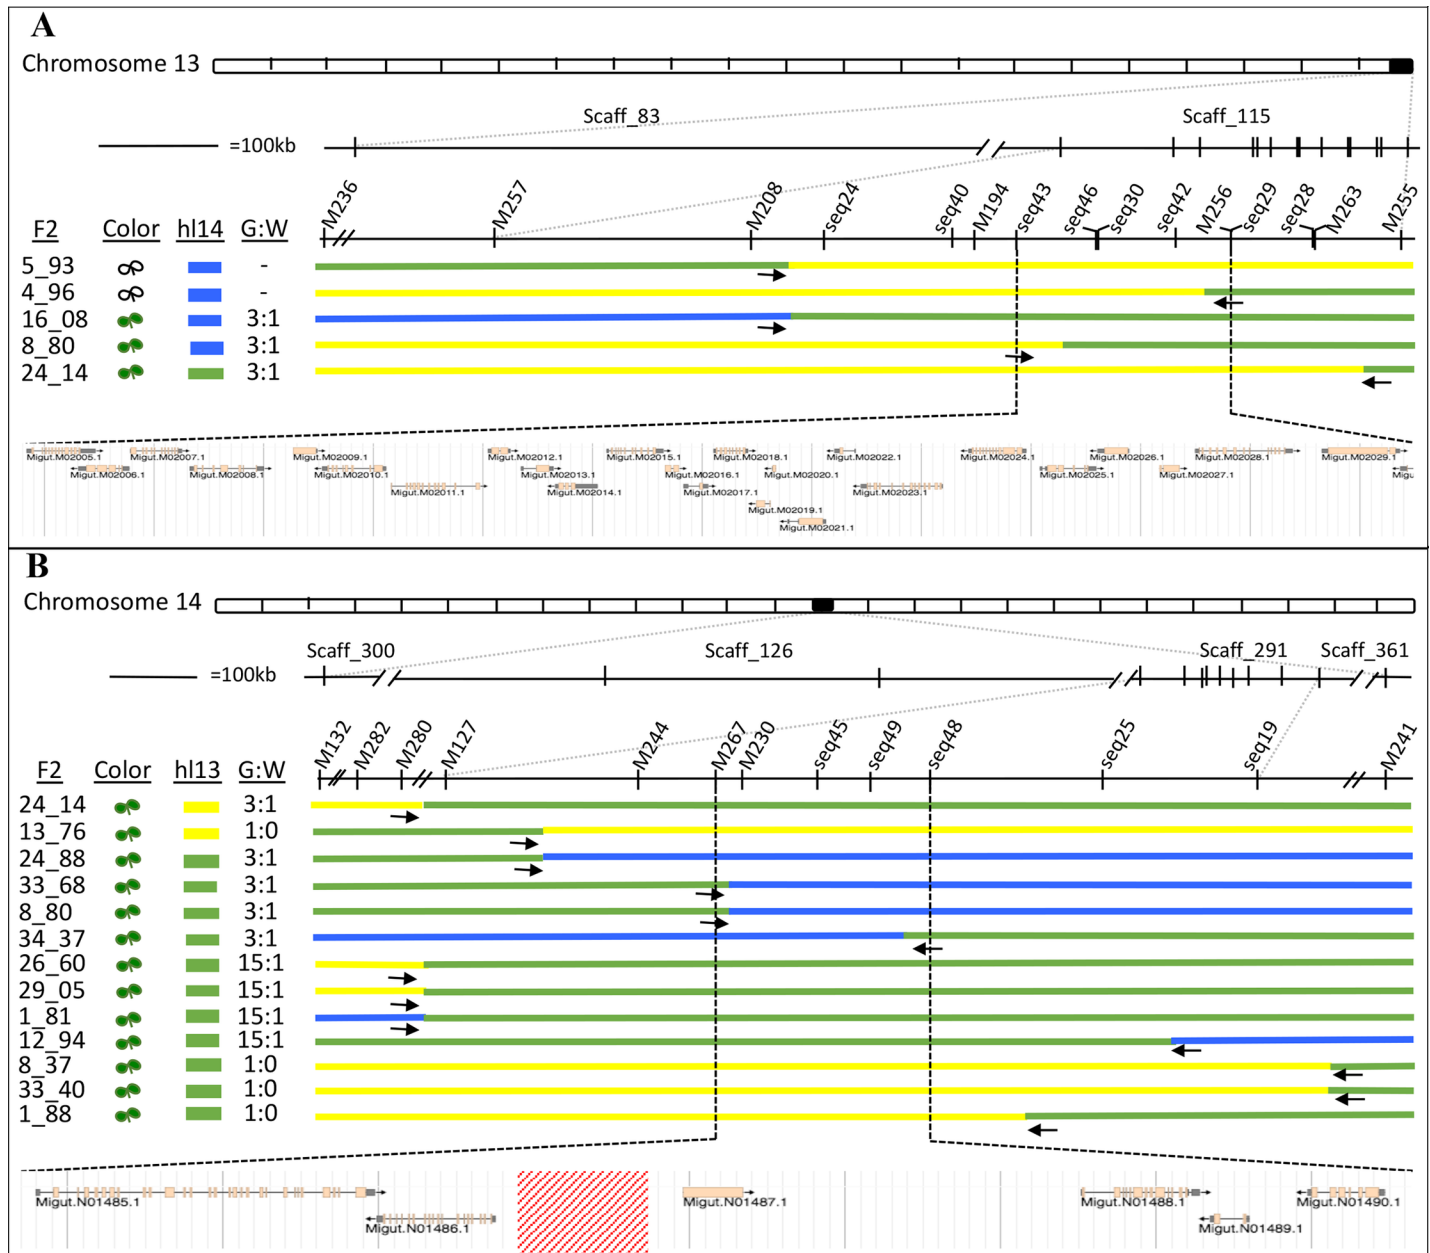 A
Chromosome 13
Scaff_83 Scaff_115
=100kb
M236 M257 M208 seq24 seq40 M194 seq43 seq46 seq30 seq42 M256 seq29 seq28 M263 M255
F2 Color hl14 G:W
5_93 -
4_96 -
16_08 3:1
8_80 3:1
24_14 3:1
Migut.M02005.1 Migut.M02007.1 Migut.M02009.1 Migut.M02012.1 Migut.M02015.1 Migut.M02018.1 Migut.M02022.1 Migut.M02024.1 Migut.M02026.1 Migut.M02028.1 Migut.M02029.1
Migut.M02006.1 Migut.M02008.1 Migut.M02010.1 Migut.M02013.1 Migut.M02016.1 Migut.M02020.1 Migut.M02025.1 Migut.M02027.1 Migu
Migut.M02011.1 Migut.M02014.1 Migut.M02017.1 Migut.M02023.1
Migut.M02019.1
Migut.M02021.1
B
Chromosome 14
Scaff_300 Scaff_126 Scaff_291 Scaff_361
=100kb
M132 M282 M280 M127 M244 M267 M230 seq45 seq49 seq48 seq25 seq19 M241
F2 Color hl13 G:W
24_14 3:1
13_76 1:0
24_88 3:1
33_68 3:1
8_80 3:1
34_37 3:1
26_60 15:1
29_05 15:1
1_81 15:1
12_94 15:1
8_37 1:0
33_40 1:0
1_88 1:0
Migut.N01485.1 Migut.N01487.1 Migut.N01488.1 Migut.N01490.1
Migut.N01486.1 Migut.N01489.1